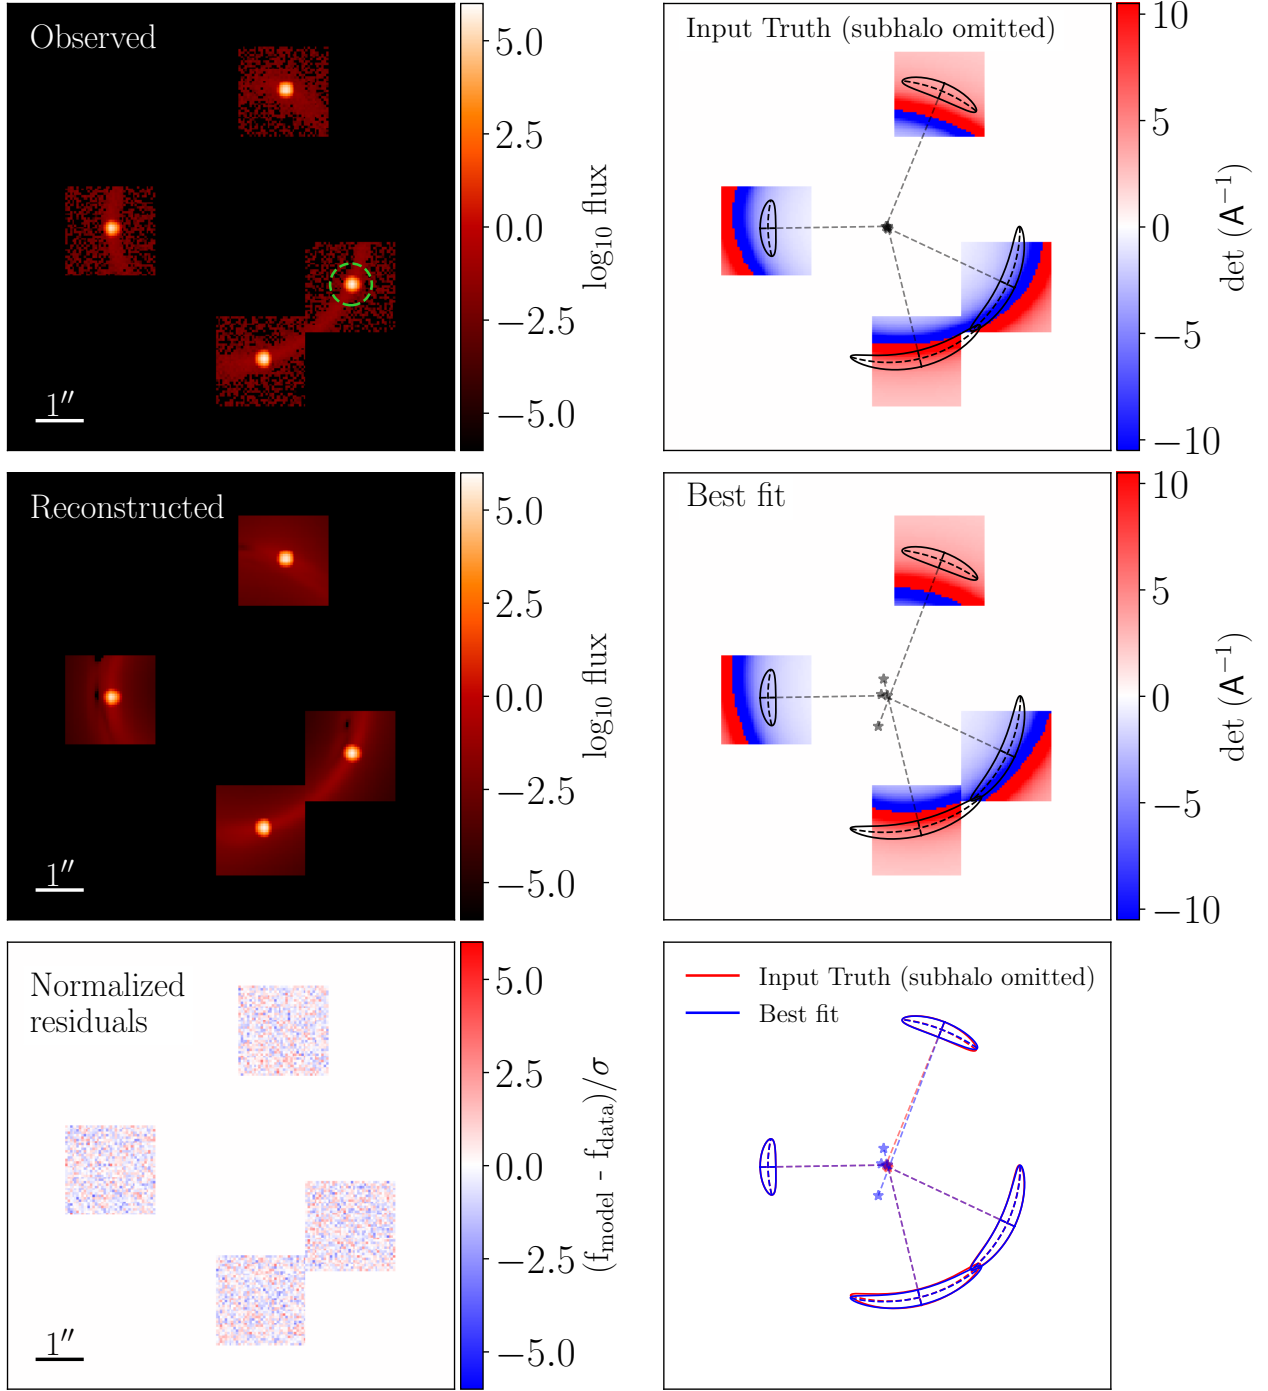 Observed
1″
5.0
2.5
0.0
−2.5
−5.0
log10 flux
Input Truth (subhalo omitted)
10
5
0
−5
−10
det (A−1)
Reconstructed
1″
5.0
2.5
0.0
−2.5
−5.0
log10 flux
Best fit
10
5
0
−5
−10
det (A−1)
Normalized
residuals
1″
5.0
2.5
0.0
−2.5
−5.0
(fmodel - fdata)/σ
Input Truth (subhalo omitted)
Best fit